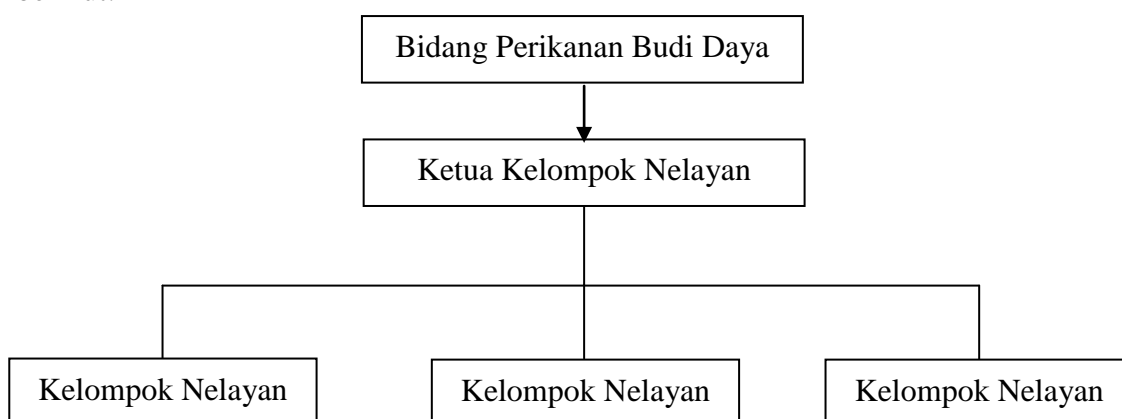 Bidang Perikanan Budi Daya
Ketua Kelompok Nelayan
Kelompok Nelayan
Kelompok Nelayan
Kelompok Nelayan